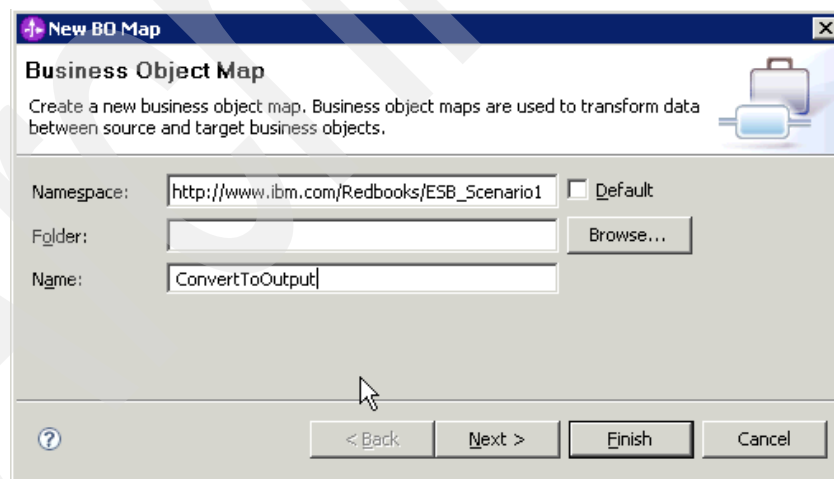 New BO Map
Business Object Map
Create a new business object map. Business object maps are used to transform data
between source and target business objects.
Namespace: http://www.ibm.com/Redbooks/ESB_Scenario1 Default
Folder: Browse...
Name: ConvertToOutput
? < Back Next > Finish Cancel